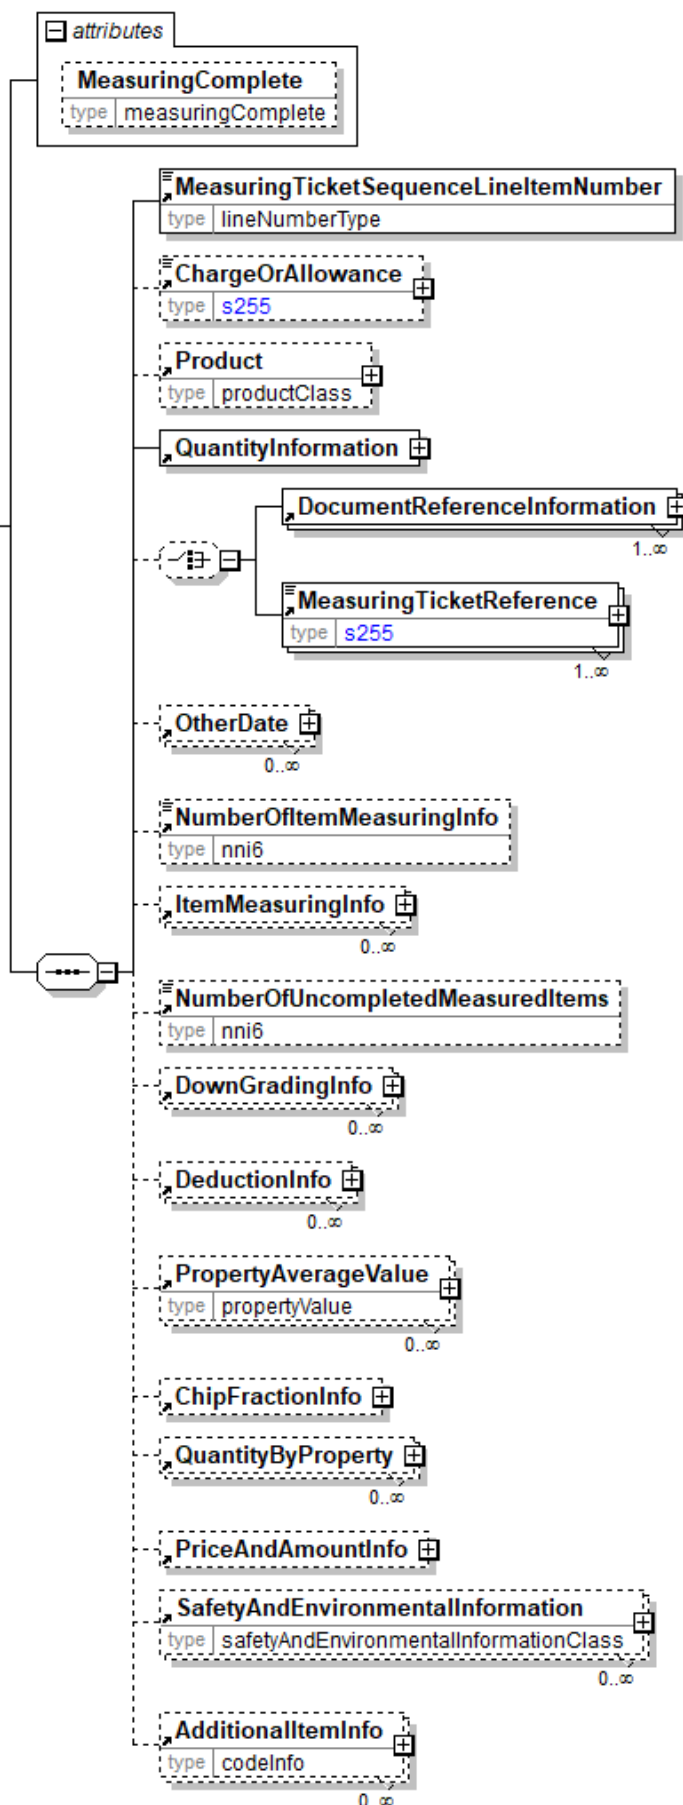 attributes
MeasuringComplete
type measuringComplete
MeasuringTicketSequenceLineItemNumber
type lineNumberType
ChargeOrAllowance
type s255
Product
type productClass
QuantityInformation
DocumentReferenceInformation
1..∞
MeasuringTicketReference
type s255
1..∞
OtherDate
0..∞
NumberOfItemMeasuringInfo
type nni6
ItemMeasuringInfo
0..∞
NumberOfUncompletedMeasuredItems
type nni6
DownGradingInfo
0..∞
DeductionInfo
0..∞
PropertyAverageValue
type propertyValue
0..∞
ChipFractionInfo
QuantityByProperty
0..∞
PriceAndAmountInfo
SafetyAndEnvironmentalInformation
type safetyAndEnvironmentalInformationClass
0..∞
AdditionalItemInfo
type codeInfo
0..∞